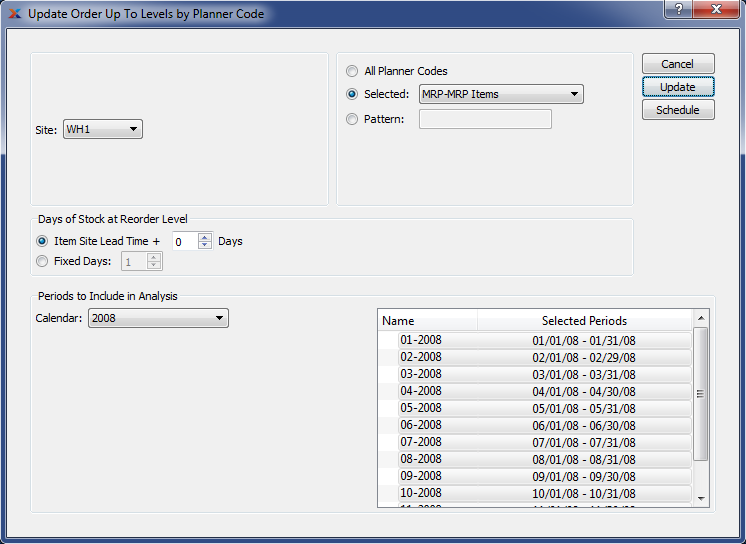 Update Order Up To Levels by Planner Code
?
Site: WH1
All Planner Codes
Selected: MRP-MRP Items
Pattern:
Cancel
Update
Schedule
Days of Stock at Reorder Level
Item Site Lead Time + 0 Days
Fixed Days: 1
Periods to Include in Analysis
Calendar: 2008
Name Selected Periods
01-2008 01/01/08 - 01/31/08
02-2008 02/01/08 - 02/29/08
03-2008 03/01/08 - 03/31/08
04-2008 04/01/08 - 04/30/08
05-2008 05/01/08 - 05/31/08
06-2008 06/01/08 - 06/30/08
07-2008 07/01/08 - 07/31/08
08-2008 08/01/08 - 08/31/08
09-2008 09/01/08 - 09/30/08
10-2008 10/01/08 - 10/31/08